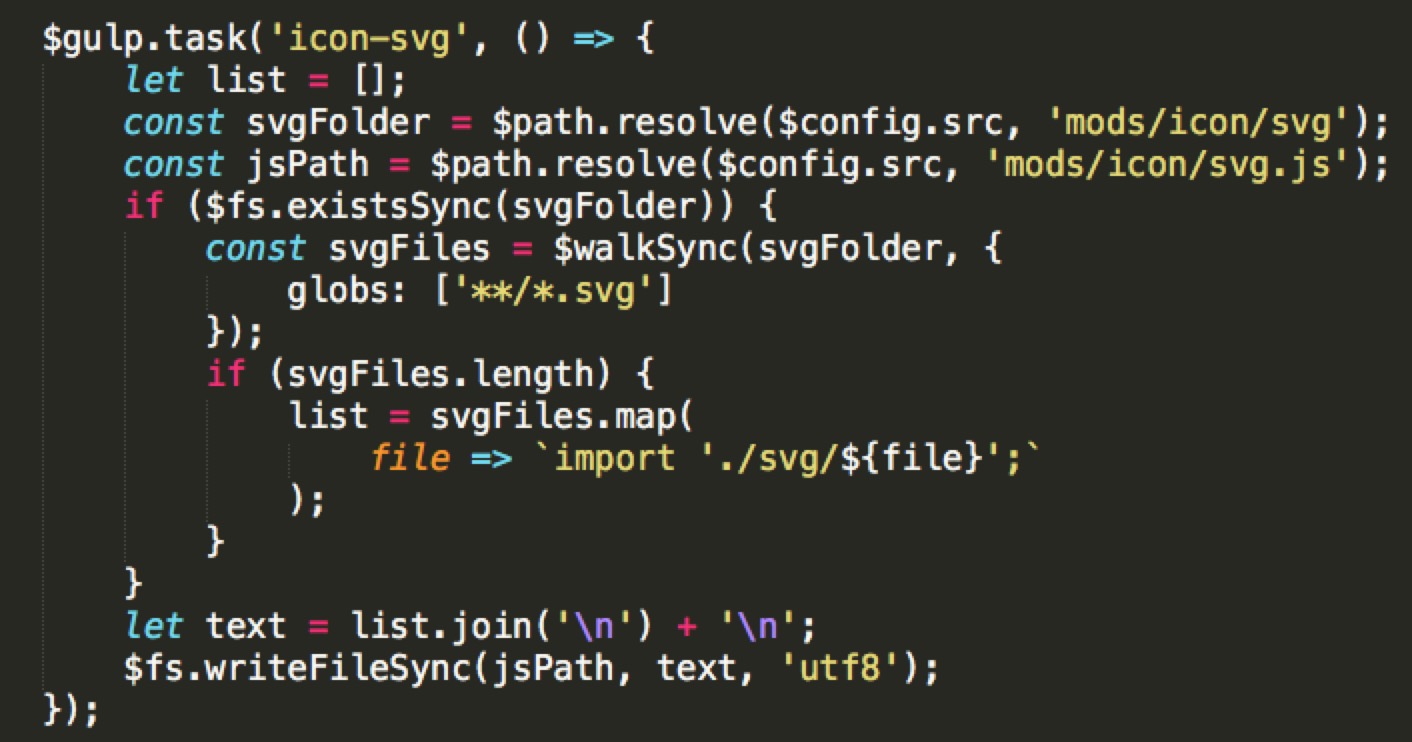 $gulp.task('icon-svg', () => {
    let list = [];
    const svgFolder = $path.resolve($config.src, 'mods/icon/svg');
    const jsPath = $path.resolve($config.src, 'mods/icon/svg.js');
    if ($fs.existsSync(svgFolder)) {
        const svgFiles = $walkSync(svgFolder, {
            globs: ['**/*.svg']
        });
        if (svgFiles.length) {
            list = svgFiles.map(
                file => `import './svg/${file}';`
            );
        }
    }
    let text = list.join('\n') + '\n';
    $fs.writeFileSync(jsPath, text, 'utf8');
});